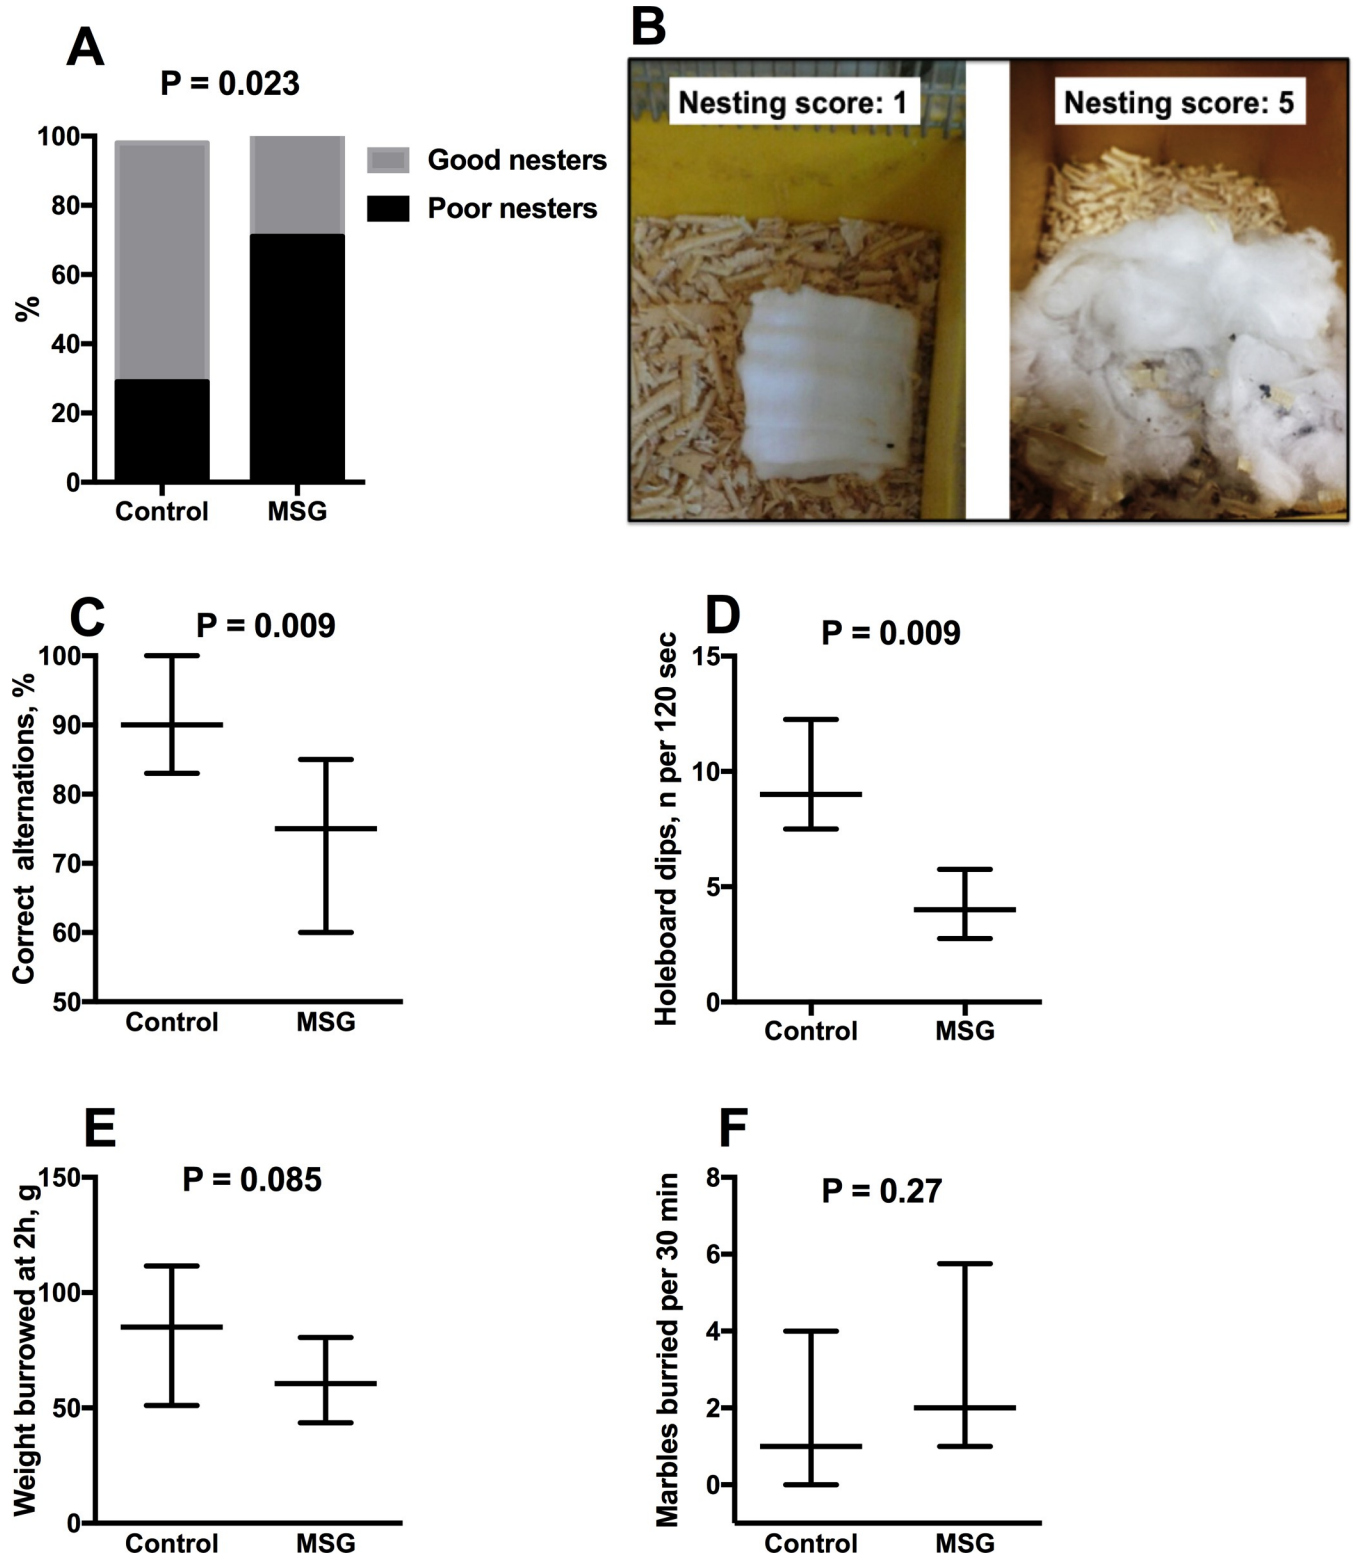 A
P = 0.023
100
80
60
40
20
0
%
Control
MSG
Good nesters
Poor nesters
B
Nesting score: 1
Nesting score: 5
C
P = 0.009
100
90
80
70
60
50
Correct alternations, %
Control
MSG
D
P = 0.009
15
10
5
0
Holeboard dips, n per 120 sec
Control
MSG
E
P = 0.085
150
100
50
0
Weight burrowed at 2h, g
Control
MSG
F
P = 0.27
8
6
4
2
0
Marbles burried per 30 min
Control
MSG